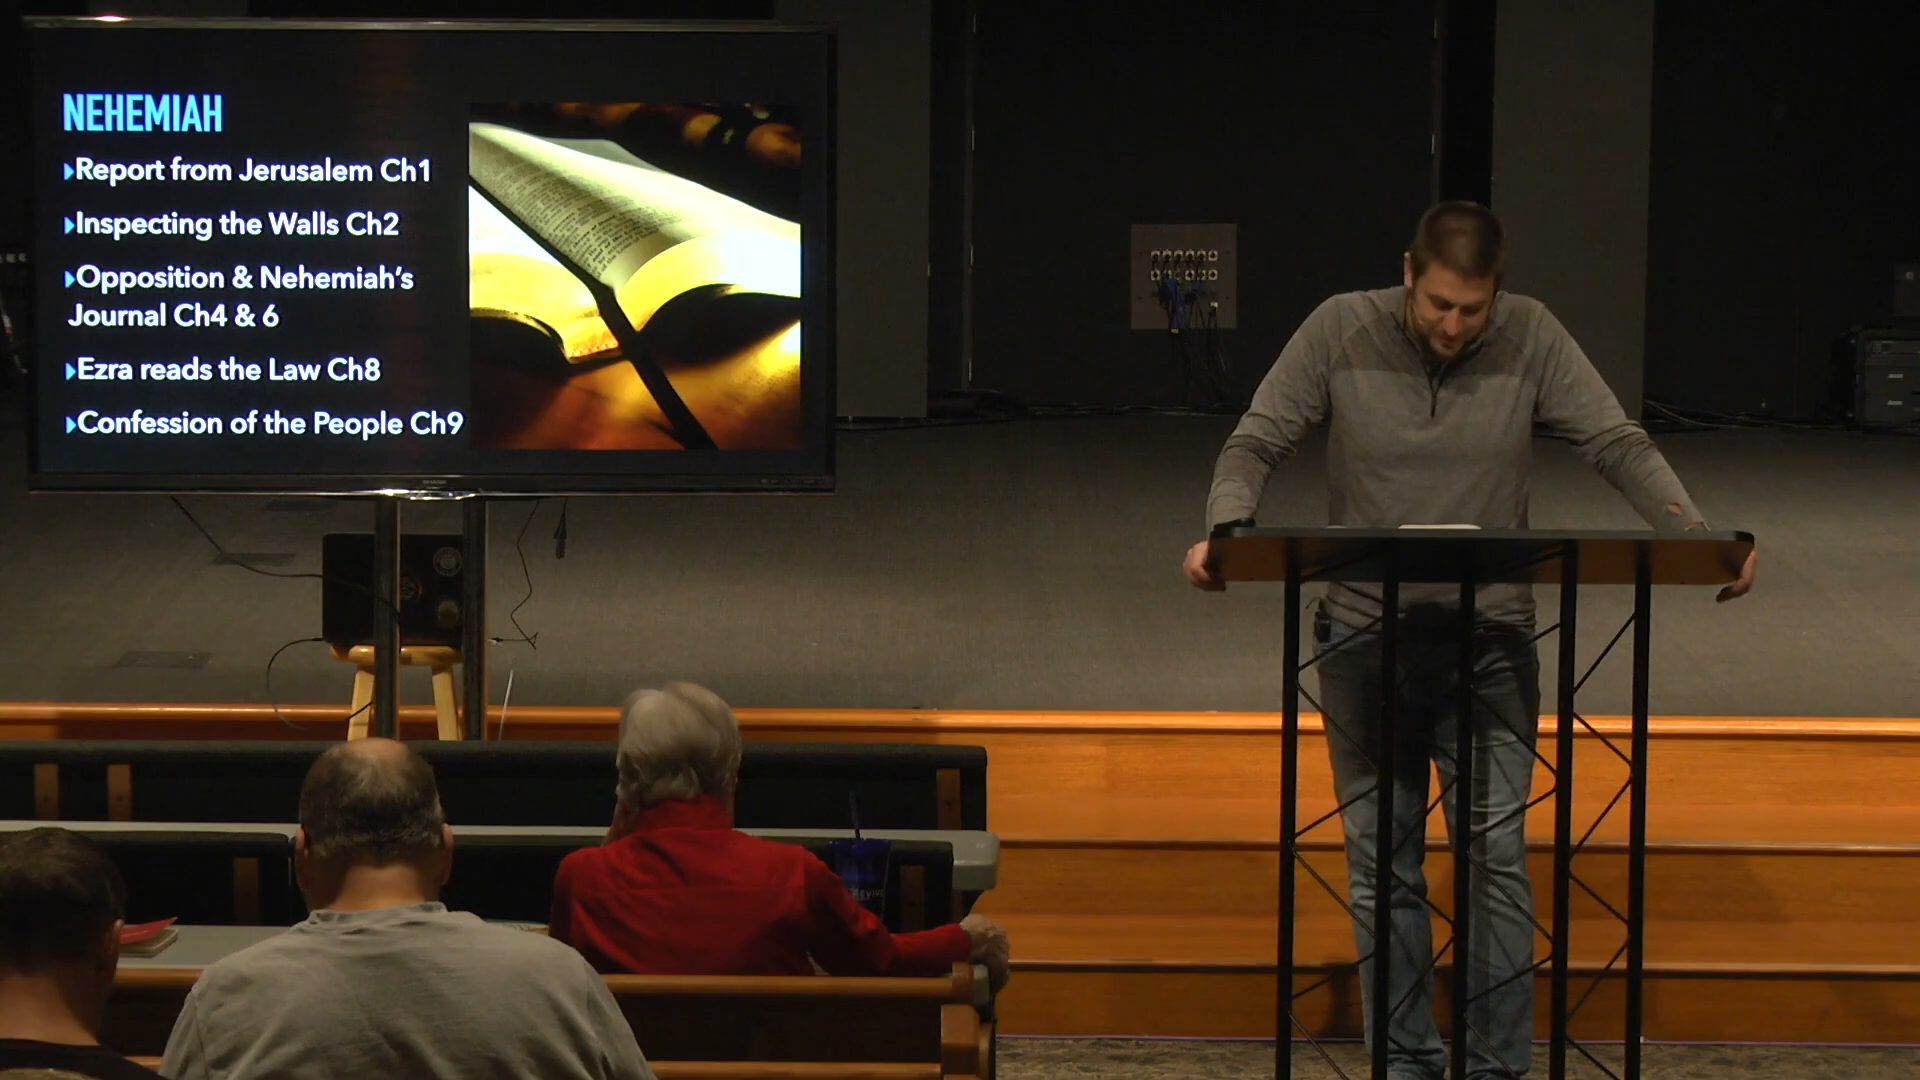 NEHEMIAH
Report from Jerusalem Ch1
Inspecting the Walls Ch2
Opposition & Nehemiah's
Journal Ch4 & 6
Ezra reads the Law Ch8
Confession of the People Ch9
REVIVE